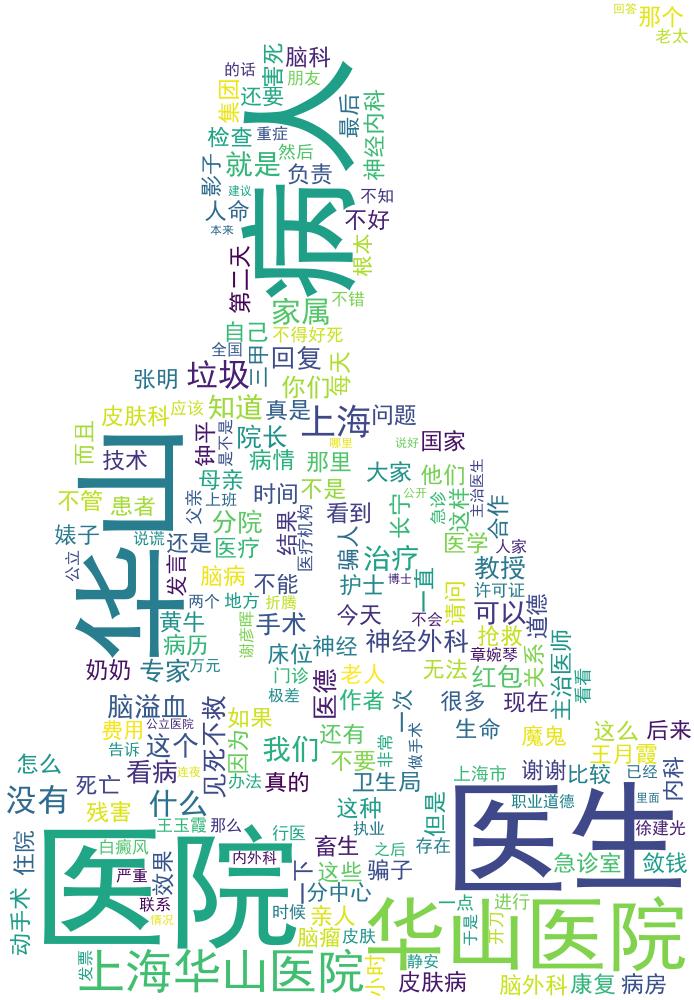 回答
那个
老太
的话
害死
脑科
集团
还要
朋友
病人
最后
神经内科
检查
重症
然后
就是
影子
负责
建议
不知
人命
本来
不好
第二天
根本
家属
不错
自己
不得好死
全国
三甲
回复
每天
张明
垃圾
你们
皮肤科
应该
知道
上海
问题
而且
华山
钟平
是不是
院长
真是
哪里
说好
国家
技术
病情
那里
大家
他们
主治医生
母亲
急诊
这样
合作
不管
患者
父亲
上班
时间
不是
公开
长宁
婊子
说谎
还是
分院
结果
医疗机构
看到
骗人
医学
人家
公立
发言
医疗
治疗
教授
脑病
不能
护士
博士
一直
请问
许可证
黄牛
两个
地方
折腾
今天
不会
可以
道德
病历
谢彦晖
手术
神经外科
抢救
章婉琴
奶奶
专家
万元
床位
神经
门诊
老人
无法
红包
关系
主治医师
看看
脑溢血
见死不救
极差
医德
作者
一次
很多
现在
费用
公立医院
如果
生命
魔鬼
这么
后来
告诉
这个
因为
我们
还有
非常
做手术
王月霞
怎么
看病
连夜
办法
不要
卫生局
上海市
谢谢
比较
已经
内科
没有
死亡
什么
真的
这种
但是
医生
职业道德
里面
残害
王玉霞
那么
行医
执业
徐建光
住院
医院
白癜风
效果
内外科
畜生
之后
存在
急诊室
敛钱
严重
一下
这些
骗子
联系
分中心
动手术
情况
时候
亲人
华山医院
一点
进行
脑瘤
皮肤
于是
开刀
发票
上海华山医院
小时
静安
皮肤病
脑外科
康复
病房